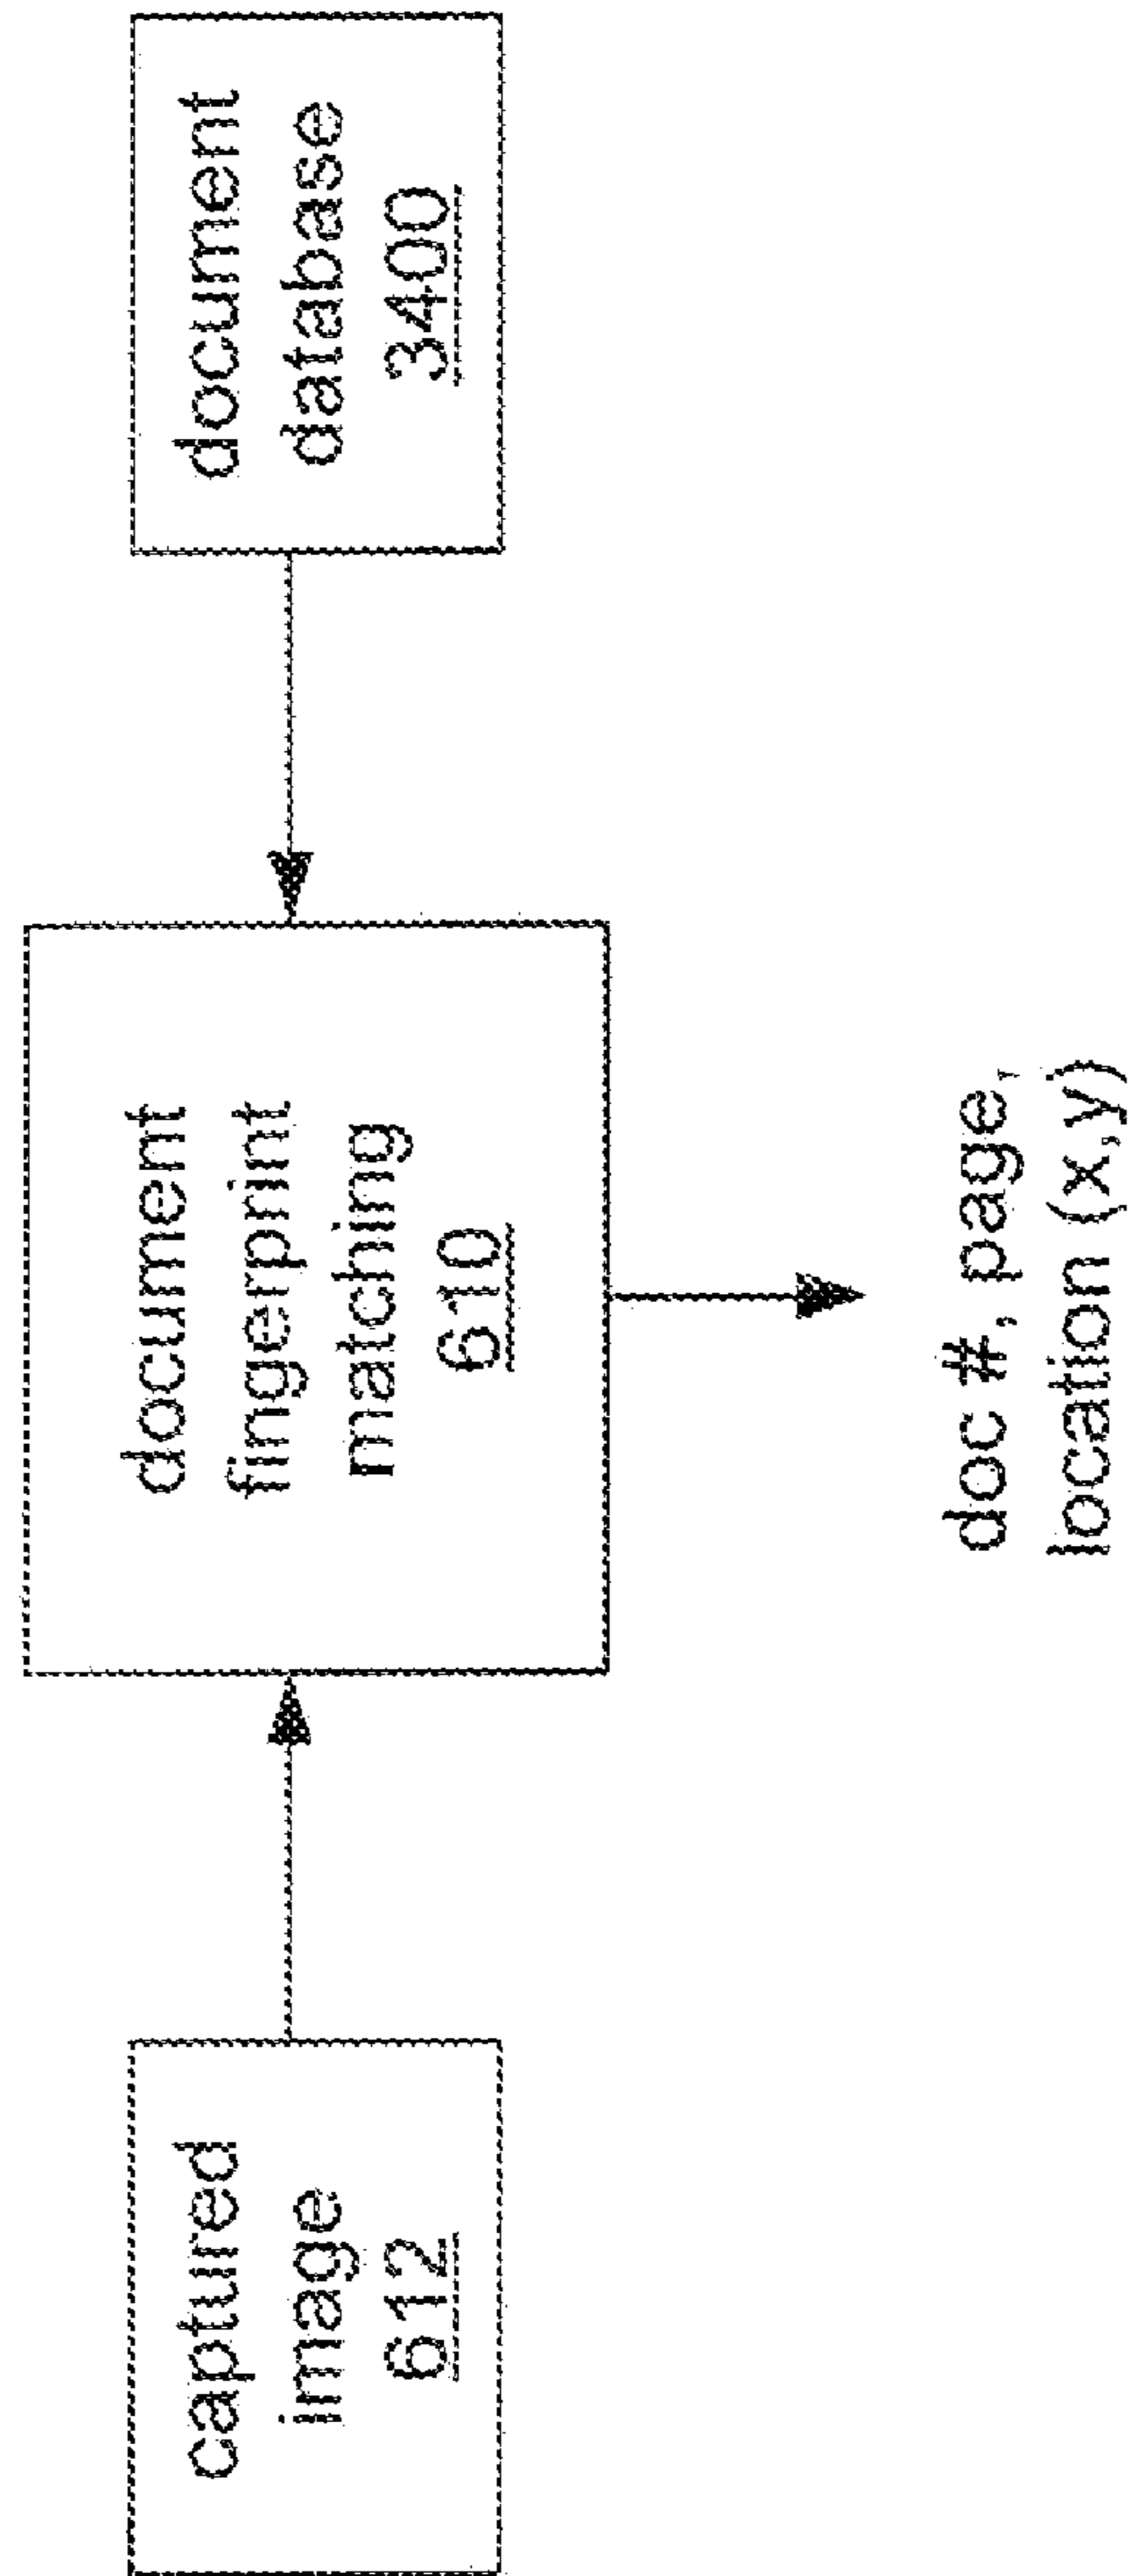 captured
image
612
document
fingerprint
matching
610
document
database
3400
doc #, page,
location (x,y)